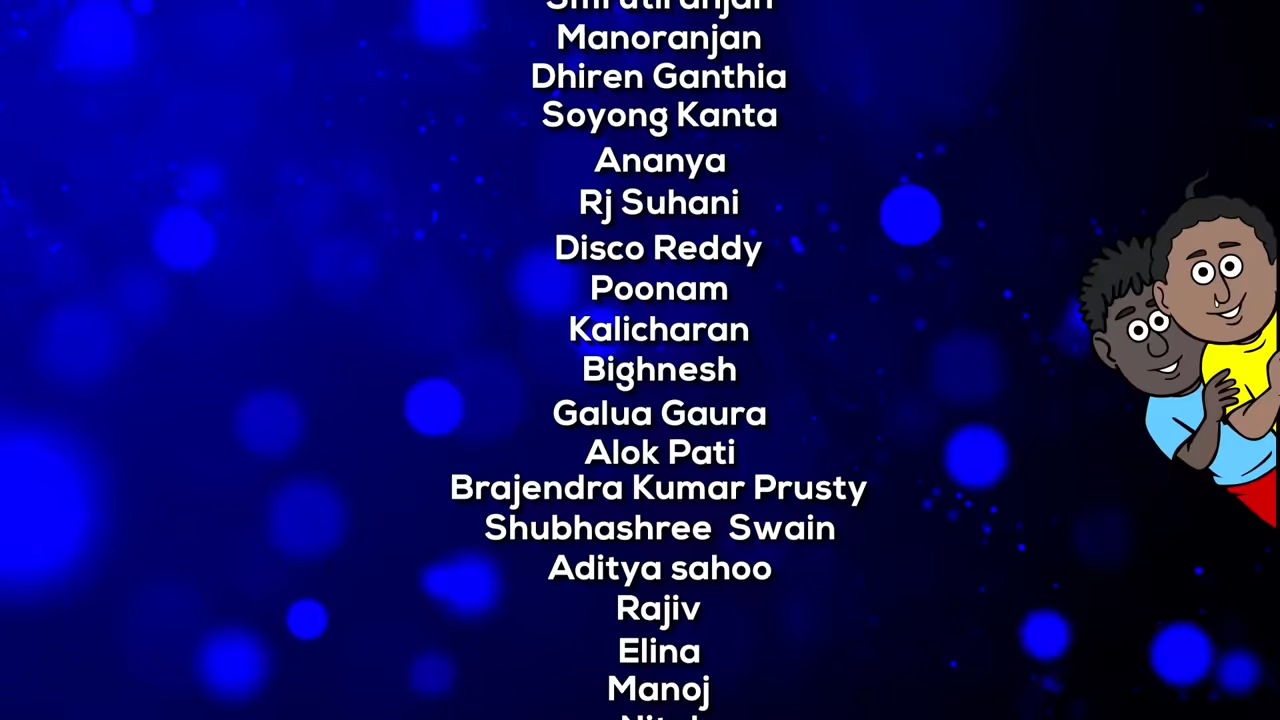 Manoranjan
Dhiren Ganthia
Soyong Kanta
Ananya
Rj Suhani
Disco Reddy
Poonam
Kalicharan
Bighnesh
Galua Gaura
Alok Pati
Brajendra Kumar Prusty
Shubhashree Swain
Aditya sahoo
Rajiv
Elina
Manoj